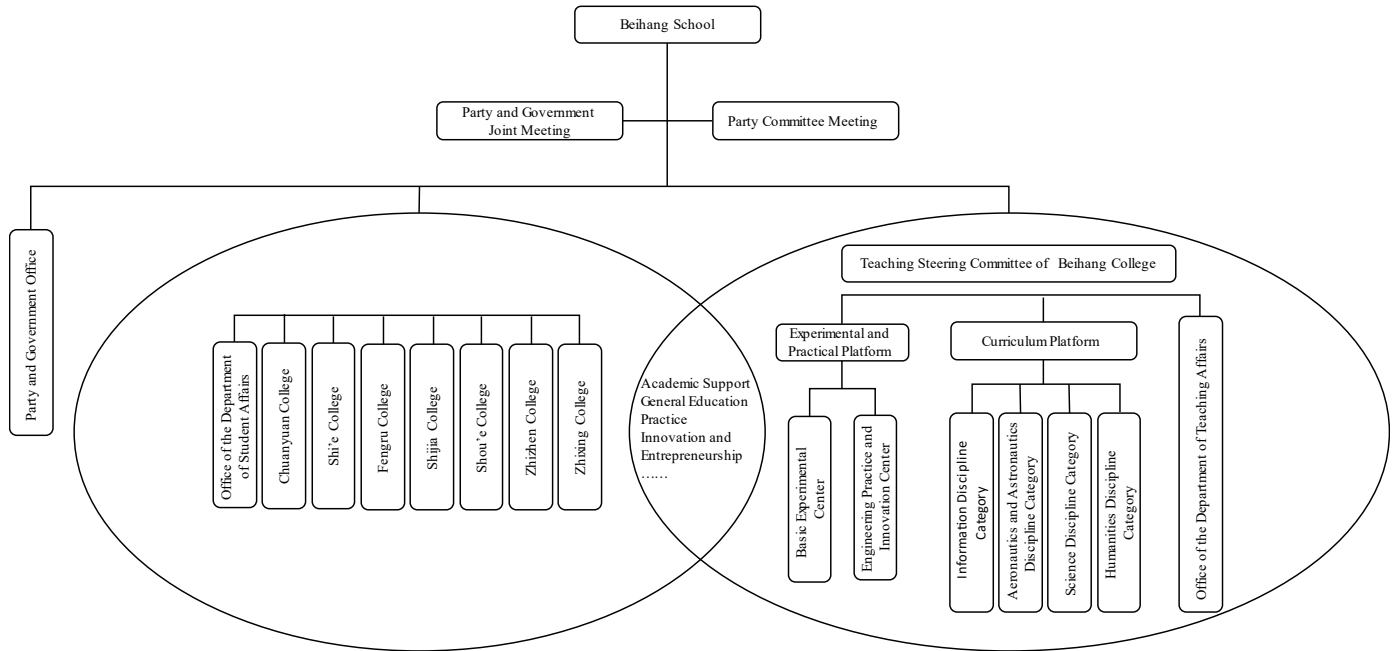 Beihang School
Party and Government
Joint Meeting
Party Committee Meeting
Party and Government Office
Teaching Steering Committee of Beihang College
Office of the Department
of Student Affairs
Chuanyuan College
Shi'e College
Fengru College
Shijia College
Shou'e College
Zhizhen College
Zhixing College
Academic Support
General Education
Practice
Innovation and
Entrepreneurship
……
Experimental and
Practical Platform
Basic Experimental
Center
Engineering Practice and
Innovation Center
Curriculum Platform
Information Discipline
Category
Aeronautics and Astronautics
Discipline Category
Science Discipline Category
Humanities Discipline
Category
Office of the Department of Teaching Affairs